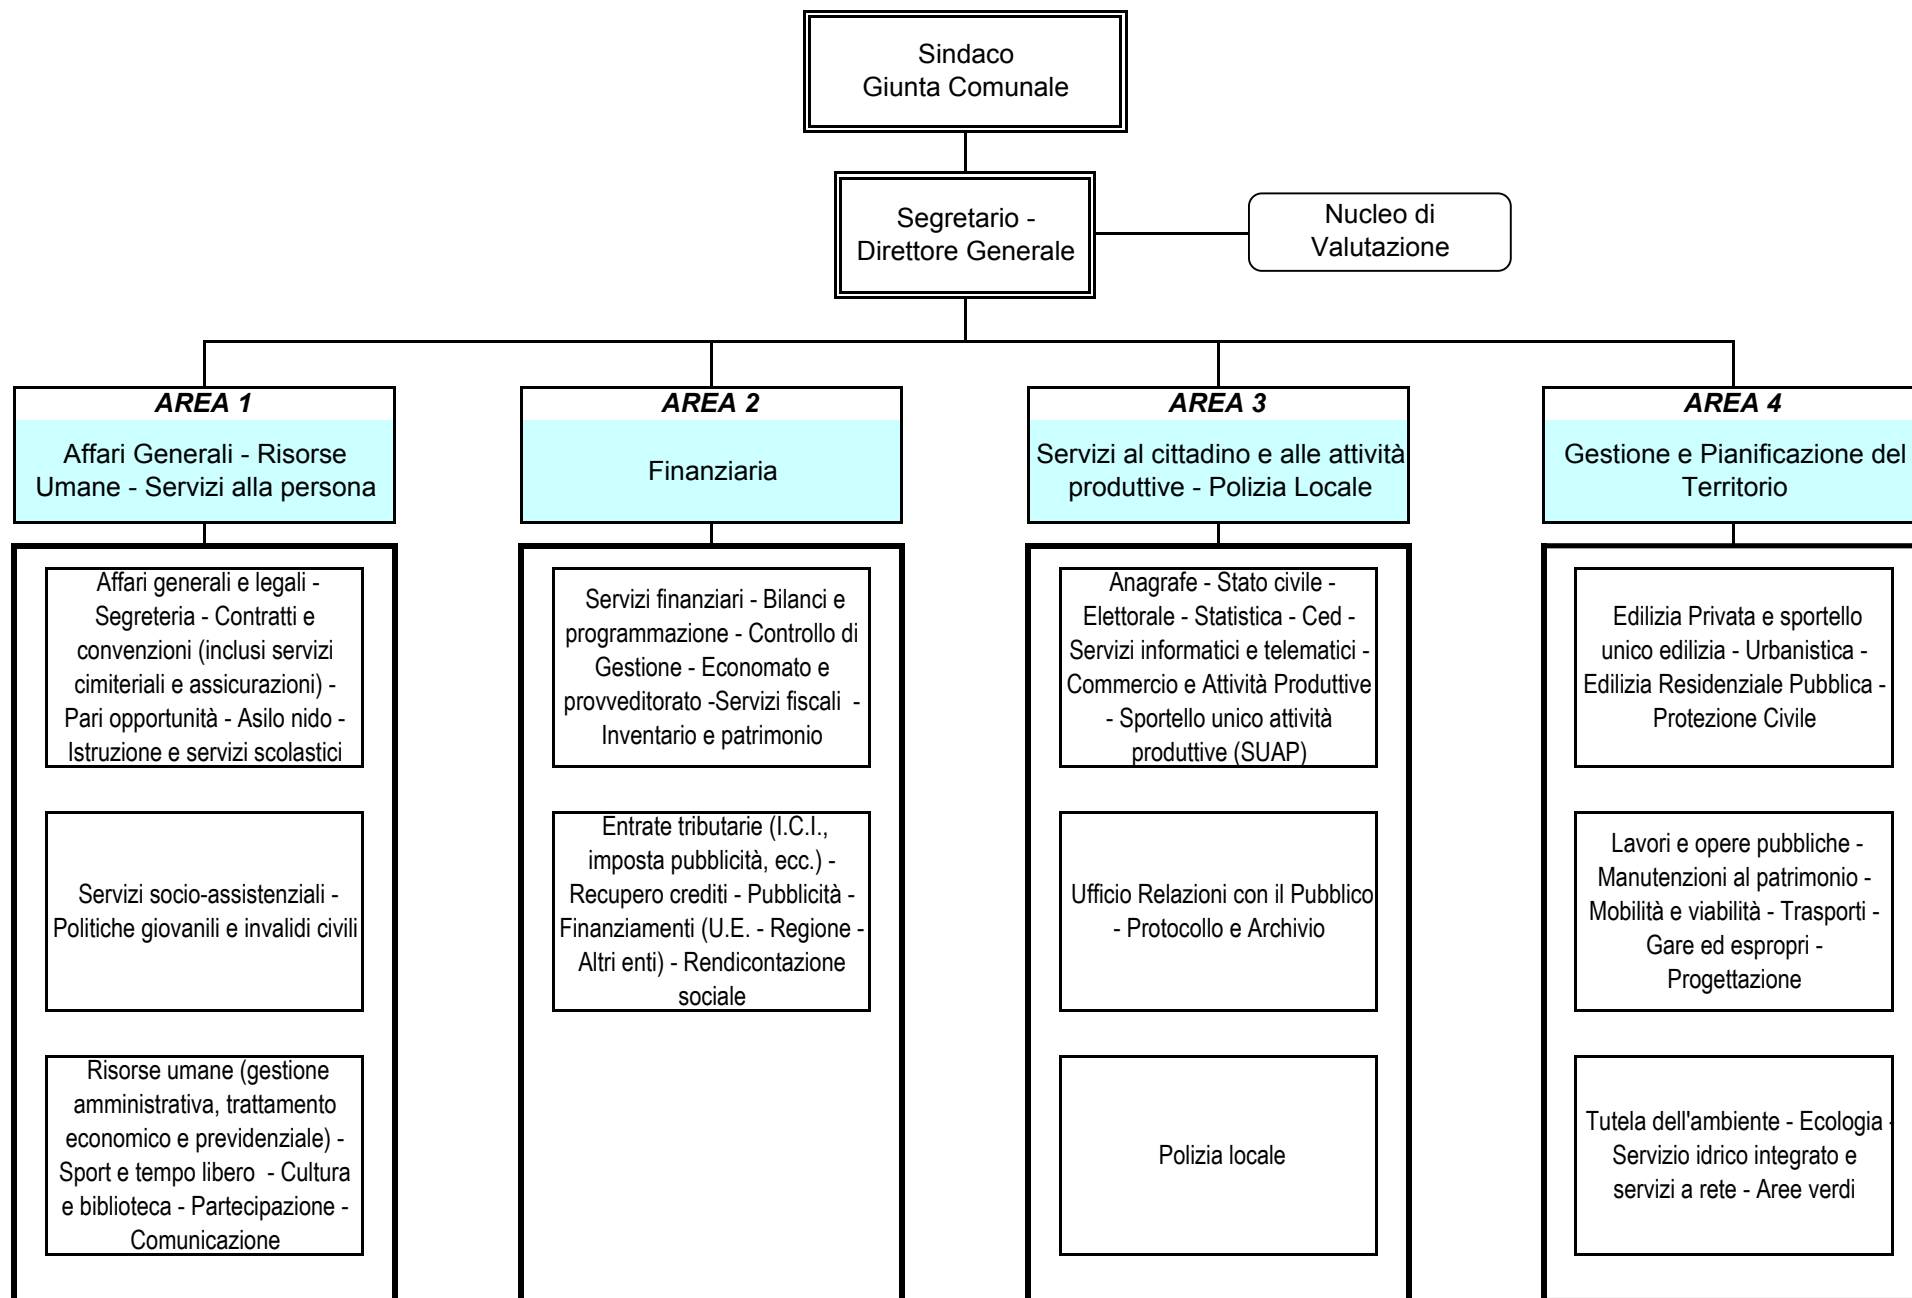 Sindaco
Giunta Comunale
Segretario -
Direttore Generale
Nucleo di
Valutazione
AREA 1
Affari Generali - Risorse
Umane - Servizi alla persona
Affari generali e legali -
Segreteria - Contratti e
convenzioni (inclusi servizi
cimiteriali e assicurazioni) -
Pari opportunità - Asilo nido -
Istruzione e servizi scolastici
Servizi socio-assistenziali -
Politiche giovanili e invalidi civili
Risorse umane (gestione
amministrativa, trattamento
economico e previdenziale) -
Sport e tempo libero - Cultura
e biblioteca - Partecipazione -
Comunicazione
AREA 2
Finanziaria
Servizi finanziari - Bilanci e
programmazione - Controllo di
Gestione - Economato e
provveditorato -Servizi fiscali -
Inventario e patrimonio
Entrate tributarie (I.C.I.,
imposta pubblicità, ecc.) -
Recupero crediti - Pubblicità -
Finanziamenti (U.E. - Regione -
Altri enti) - Rendicontazione
sociale
AREA 3
Servizi al cittadino e alle attività
produttive - Polizia Locale
Anagrafe - Stato civile -
Elettorale - Statistica - Ced -
Servizi informatici e telematici -
Commercio e Attività Produttive
- Sportello unico attività
produttive (SUAP)
Ufficio Relazioni con il Pubblico
- Protocollo e Archivio
Polizia locale
AREA 4
Gestione e Pianificazione del
Territorio
Edilizia Privata e sportello
unico edilizia - Urbanistica -
Edilizia Residenziale Pubblica -
Protezione Civile
Lavori e opere pubbliche -
Manutenzioni al patrimonio -
Mobilità e viabilità - Trasporti -
Gare ed espropri -
Progettazione
Tutela dell'ambiente - Ecologia -
Servizio idrico integrato e
servizi a rete - Aree verdi